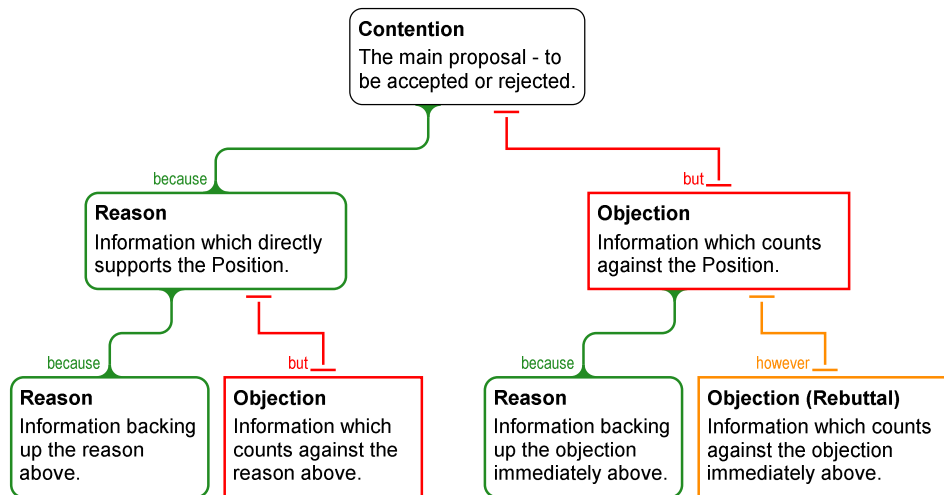 Contention
The main proposal - to
be accepted or rejected.
because
but
Reason
Information which directly
supports the Position.
Objection
Information which counts
against the Position.
because
but
because
however
Reason
Information backing
up the reason
above.
Objection
Information which
counts against the
reason above.
Reason
Information backing
up the objection
immediately above.
Objection (Rebuttal)
Information which counts
against the objection
immediately above.